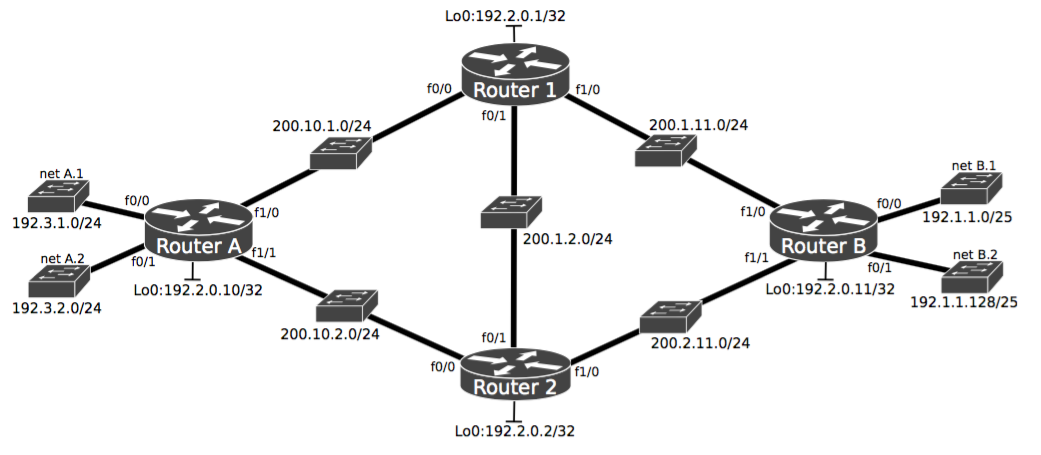 Lo0:192.2.0.1/32
Router 1
f0/0
f1/0
f0/1
200.10.1.0/24
200.1.11.0/24
net A.1
192.3.1.0/24
f0/0
f1/0
Router A
f0/1
f1/1
net A.2
192.3.2.0/24
Lo0:192.2.0.10/32
200.1.2.0/24
net B.1
192.1.1.0/25
f0/0
f1/0
Router B
f1/1
f0/1
net B.2
192.1.1.128/25
Lo0:192.2.0.11/32
200.10.2.0/24
200.2.11.0/24
f0/1
f0/0
f1/0
Router 2
Lo0:192.2.0.2/32